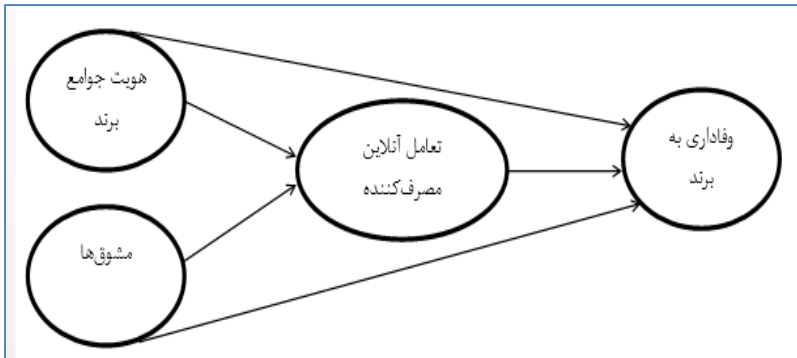 هویت جوامع
برند
تعامل آنلاین
مصرف‌کننده
وفاداری به
برند
مشوق‌ها